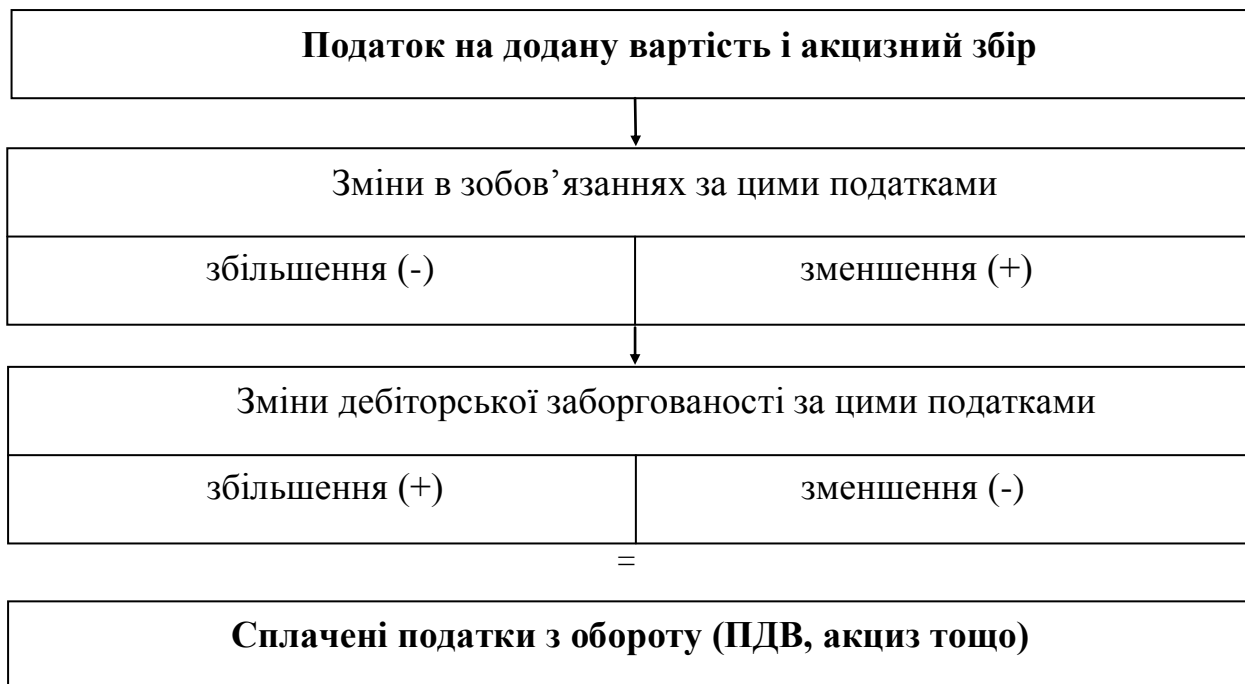 Податок на додану вартість і акцизний збір
Зміни в зобов’язаннях за цими податками
збільшення (-)
зменшення (+)
Зміни дебіторської заборгованості за цими податками
збільшення (+)
зменшення (-)
=
Сплачені податки з обороту (ПДВ, акциз тощо)